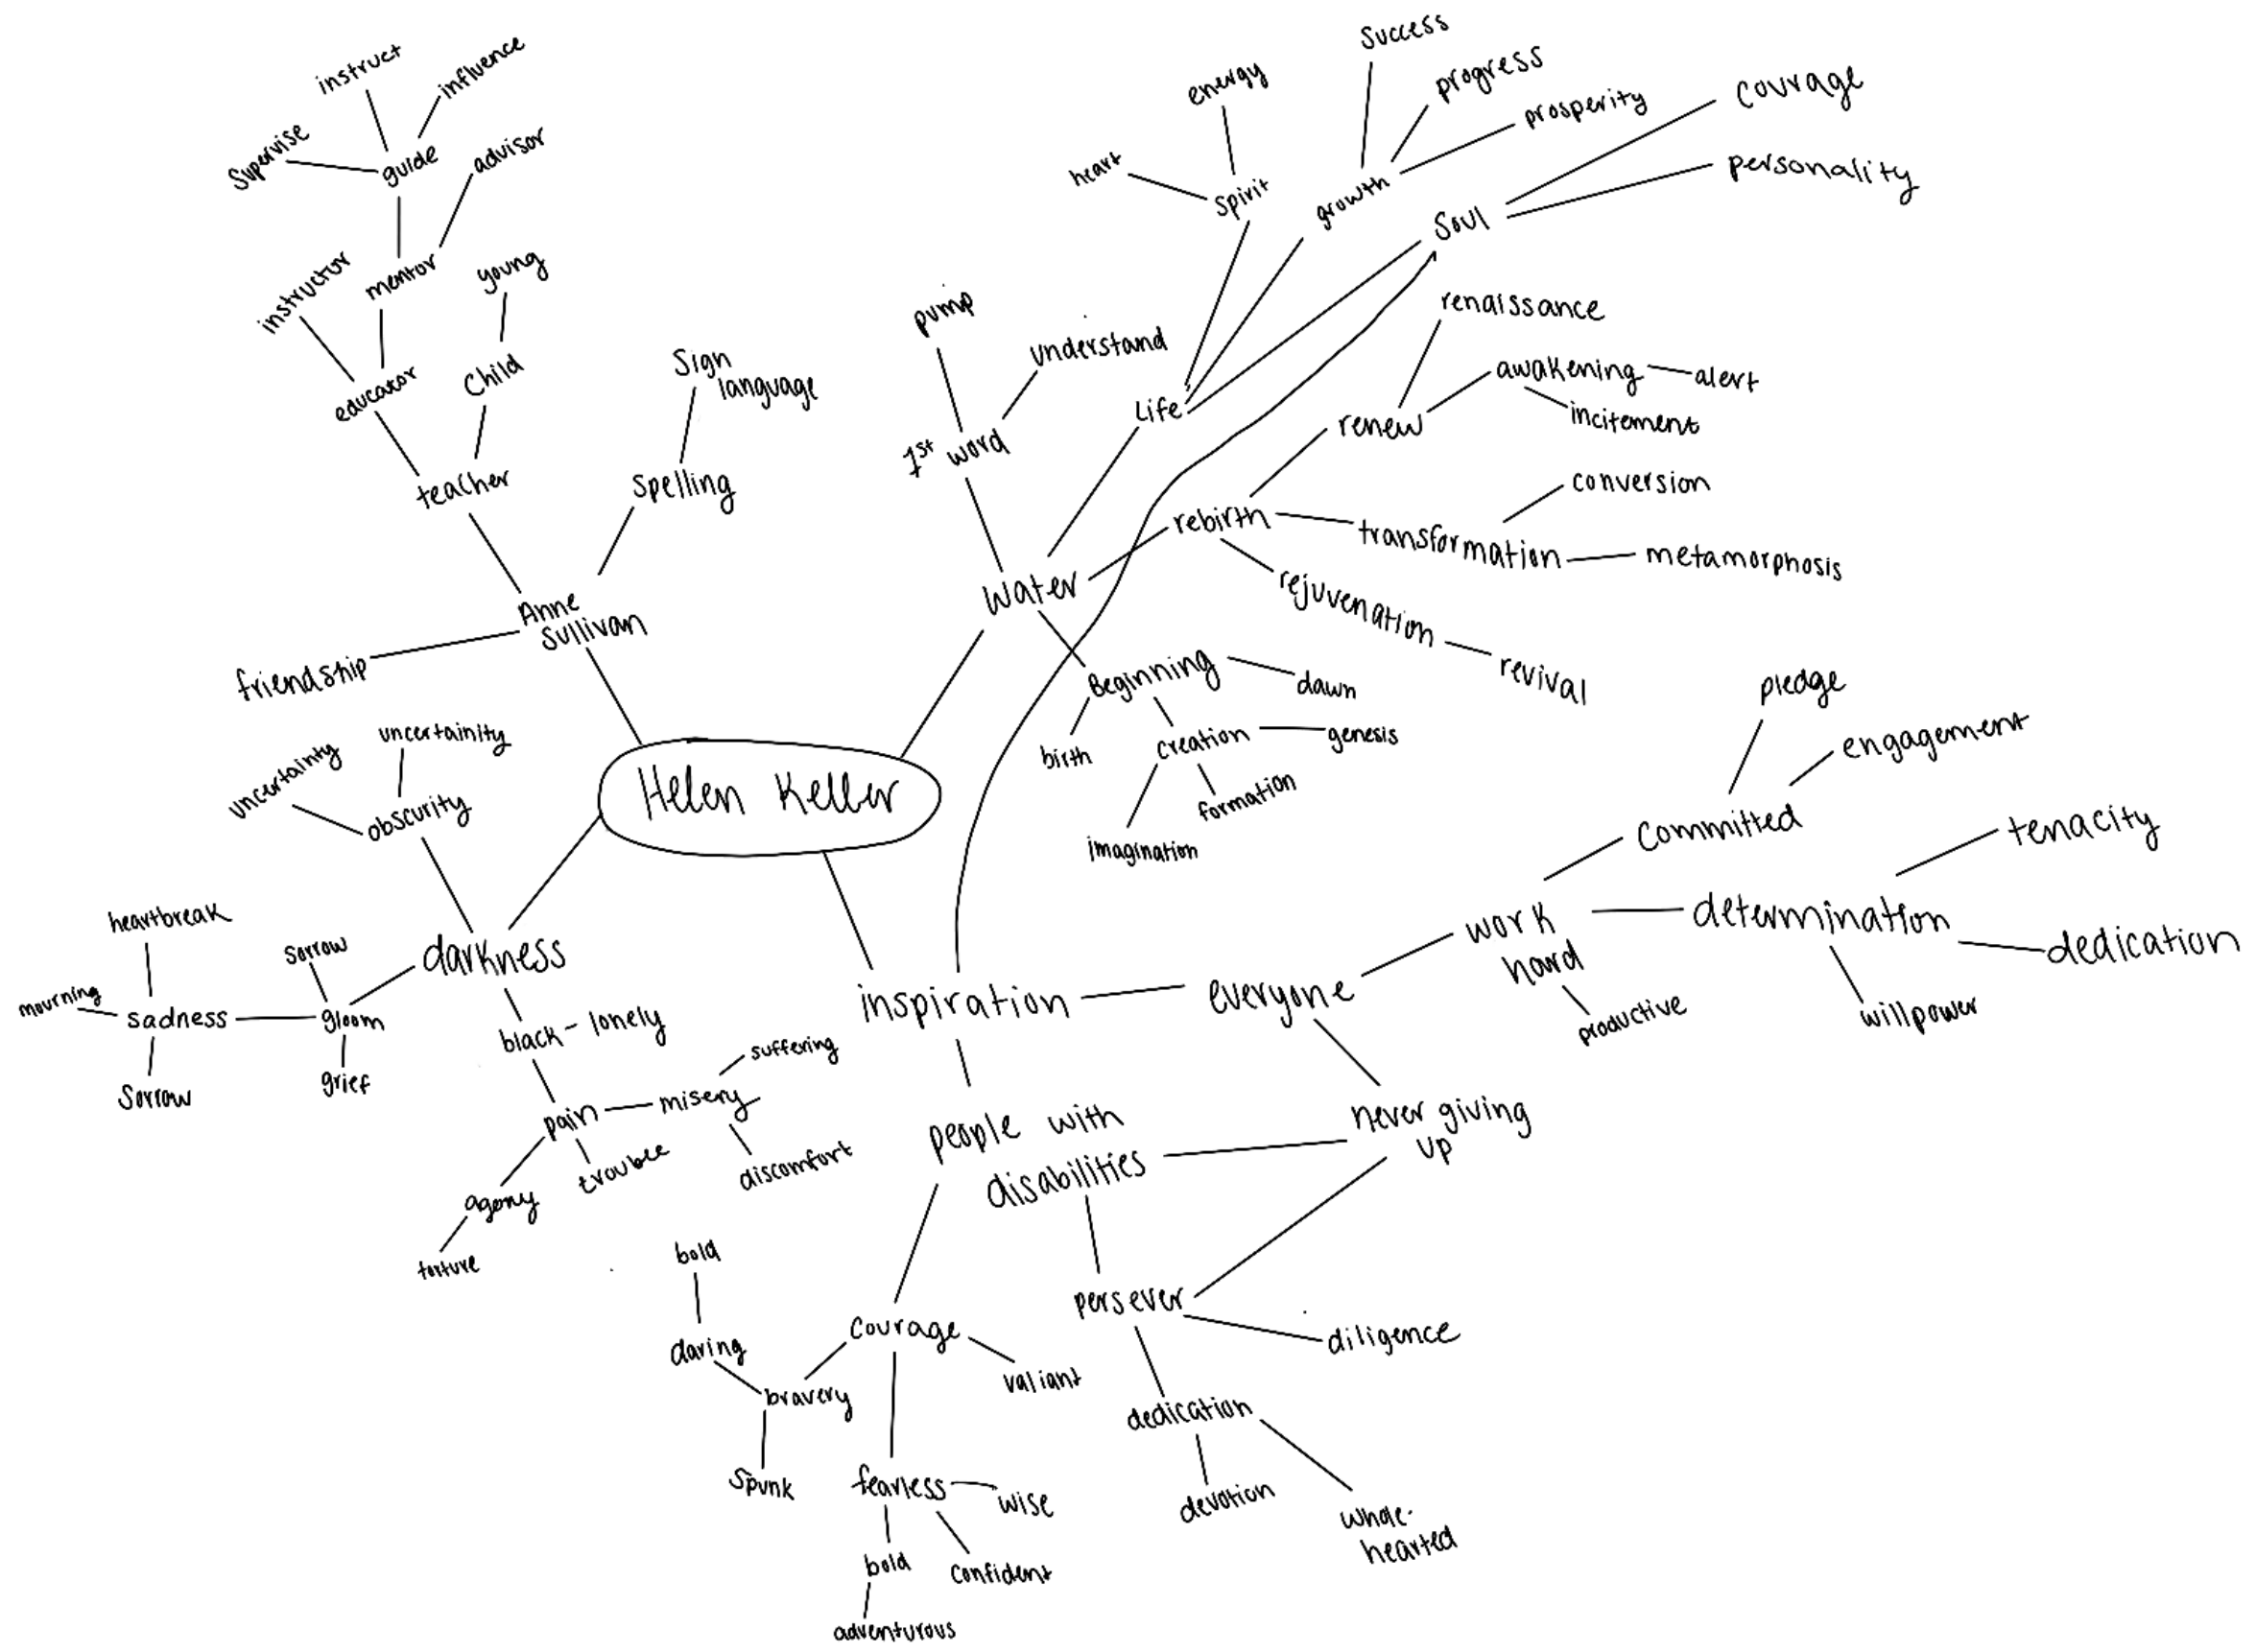 Success
instruct
influence
energy
progress
courage
prosperity
Supervise
guide
advisor
heart
spirit
growth
personality
Soul
instructor
mentor
young
pump
understand
renaissance
educator
Child
Sign
language
Life
awakening
alert
incitement
1st word
renew
teacher
spelling
conversion
rebirth
transformation
metamorphosis
Water
rejuvenation
revival
Anne
Sullivan
friendship
Beginning
dawn
pledge
uncertainty
uncertainity
birth
creation
genesis
engagement
Helen Keller
obscurity
formation
imagination
committed
tenacity
heartbreak
sorrow
darkness
work
hard
determination
dedication
mourning
sadness
gloom
inspiration
everyone
productive
willpower
black - lonely
suffering
Sorrow
grief
pain
misery
people with
disabilities
never giving
up
trouble
discomfort
agony
torture
bold
persever
daring
courage
diligence
valiant
bravery
dedication
Spunk
fearless
wise
devotion
whole-
hearted
bold
confident
adventurous